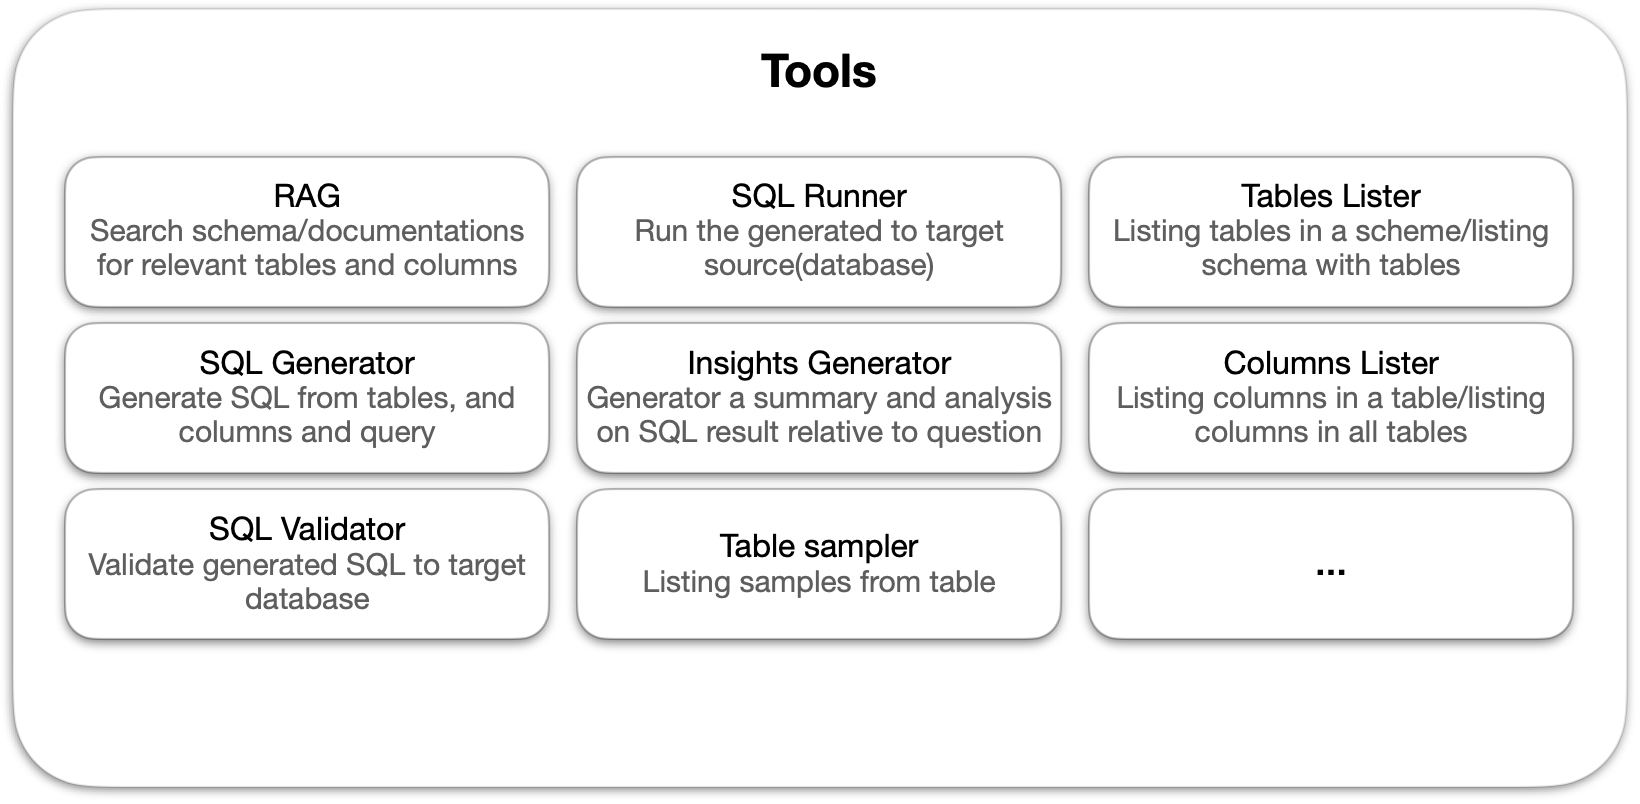 Tools
RAG
Search schema/documentations
for relevant tables and columns
SQL Runner
Run the generated to target
source(database)
Tables Lister
Listing tables in a scheme/listing
schema with tables
SQL Generator
Generate SQL from tables, and
columns and query
Insights Generator
Generator a summary and analysis
on SQL result relative to question
Columns Lister
Listing columns in a table/listing
columns in all tables
SQL Validator
Validate generated SQL to target
database
Table sampler
Listing samples from table
...